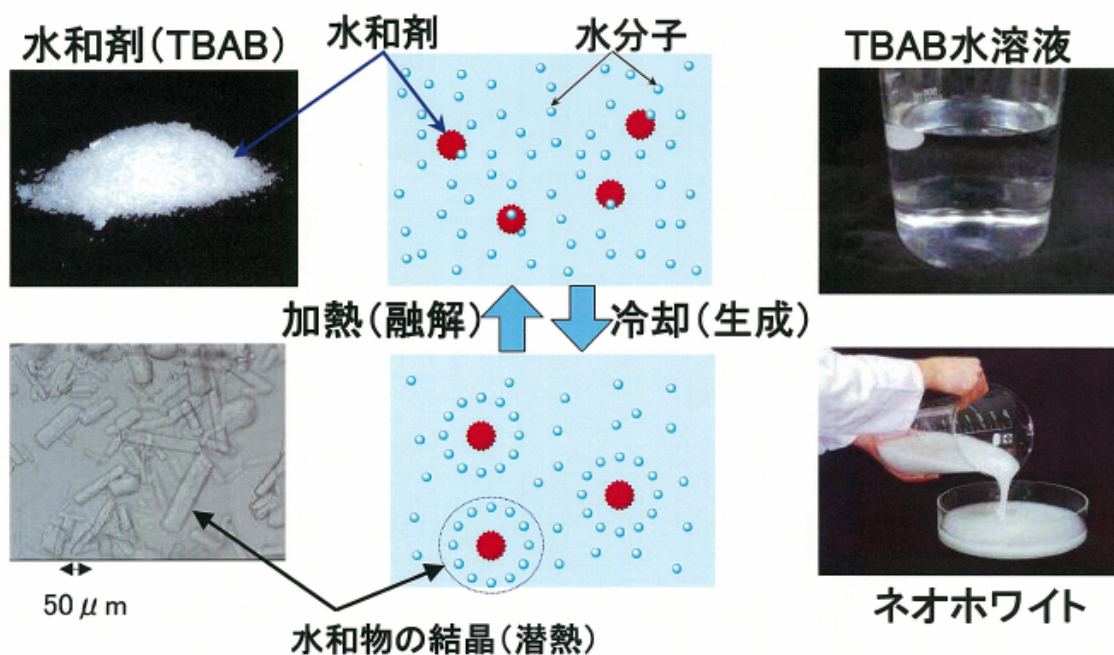 水和剤(TBAB)
水和剤
水分子
TBAB水溶液
加熱(融解)
冷却(生成)
50μm
水和物の結晶(潜熱)
ネオホワイト